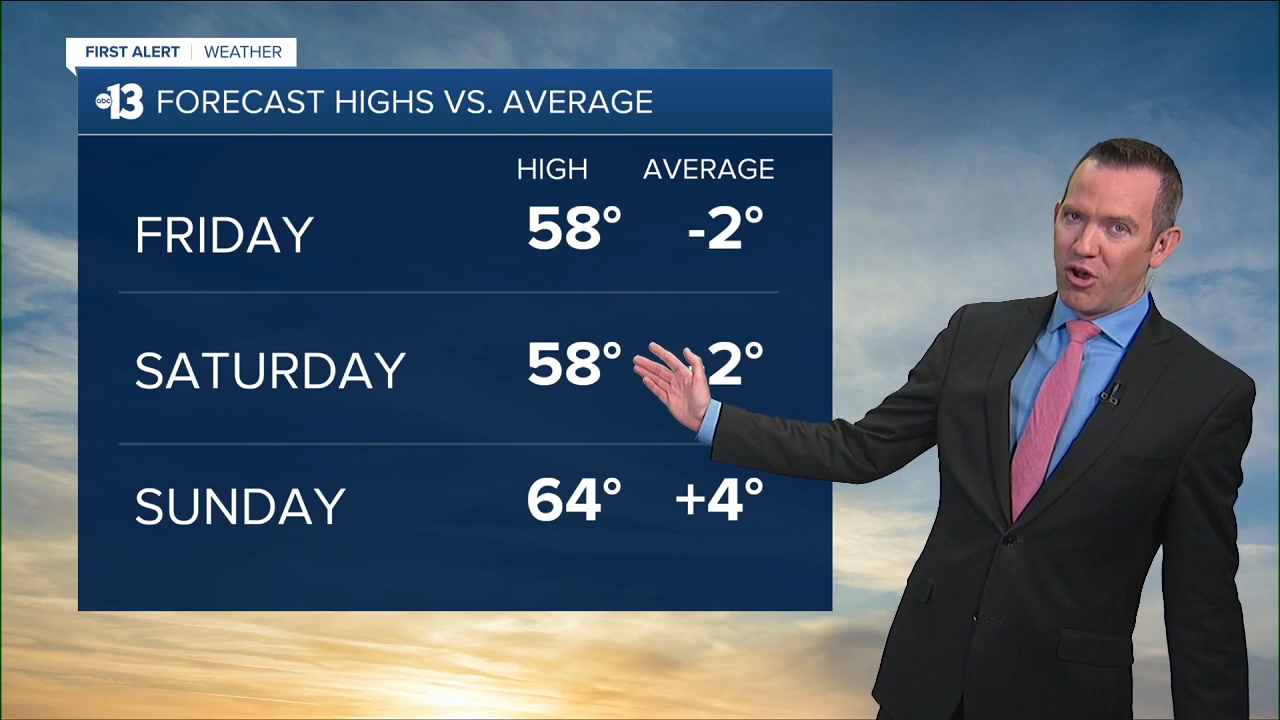 FIRST ALERT | WEATHER
abc 13 FORECAST HIGHS VS. AVERAGE
HIGH AVERAGE
FRIDAY 58° -2°
SATURDAY 58° 2°
SUNDAY 64° +4°